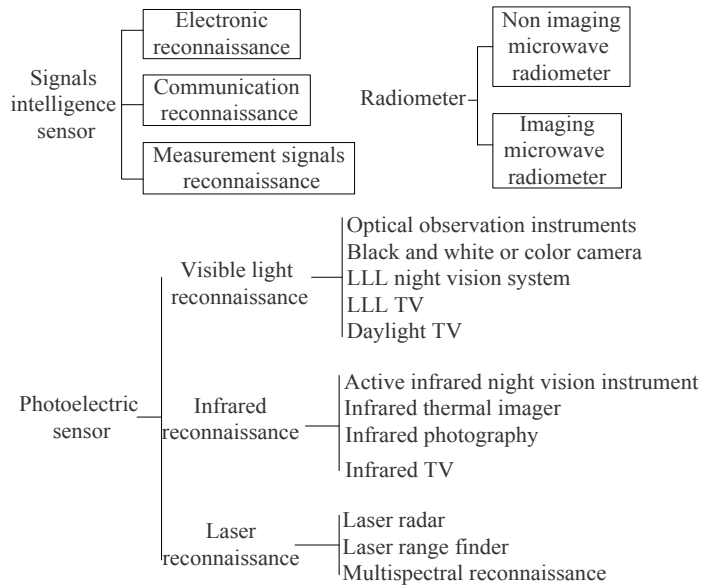 Signals
intelligence
sensor
Electronic
reconnaissance
Communication
reconnaissance
Measurement signals
reconnaissance
Radiometer
Non imaging
microwave
radiometer
Imaging
microwave
radiometer
Photoelectric
sensor
Visible light
reconnaissance
Optical observation instruments
Black and white or color camera
LLL night vision system
LLL TV
Daylight TV
Infrared
reconnaissance
Active infrared night vision instrument
Infrared thermal imager
Infrared photography
Infrared TV
Laser
reconnaissance
Laser radar
Laser range finder
Multispectral reconnaissance